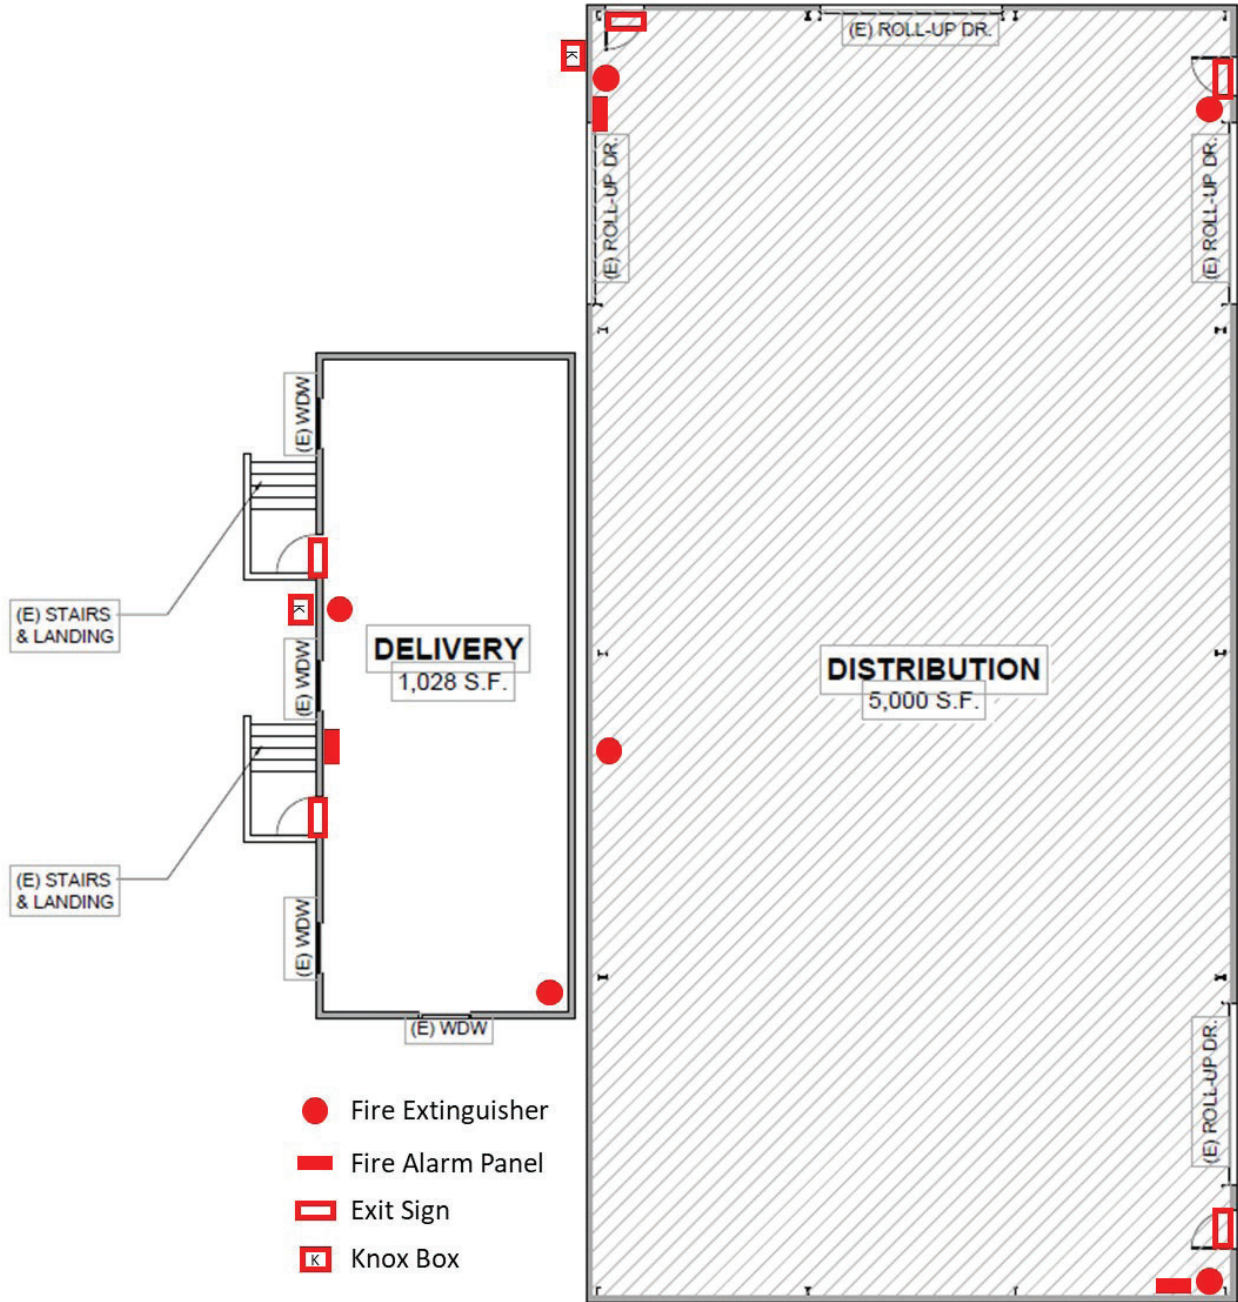 (E) ROLL-UP DR.
K
(E) ROLL-UP DR.
(E) ROLL-UP DR.
(E) WDW
(E) STAIRS
& LANDING
K
(E) WDW
DELIVERY
1,028 S.F.
DISTRIBUTION
5,000 S.F.
(E) STAIRS
& LANDING
(E) WDW
(E) WDW
(E) ROLL-UP DR.
Fire Extinguisher
Fire Alarm Panel
Exit Sign
K
Knox Box